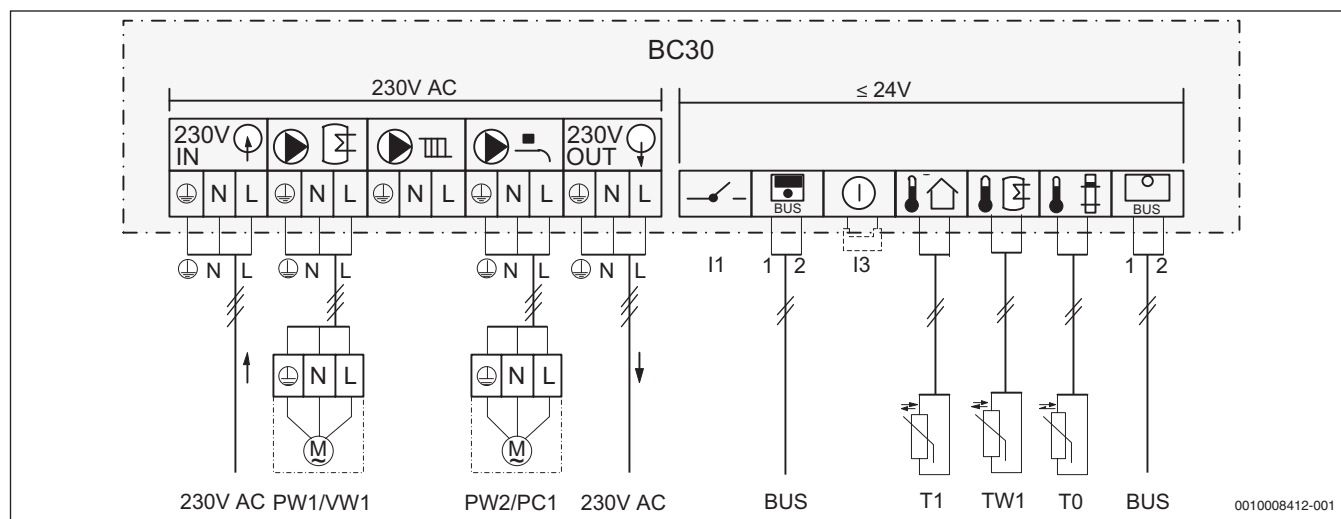 BC30
230V AC ≤ 24V
230V IN 230V OUT
N L N L N L N L N L BUS BUS
N L N L N L N L I1 1 2 I3 1 2
N L N L
M ~ M ~
230V AC PW1/VW1 PW2/PC1 230V AC BUS T1 TW1 T0 BUS
0010008412-001